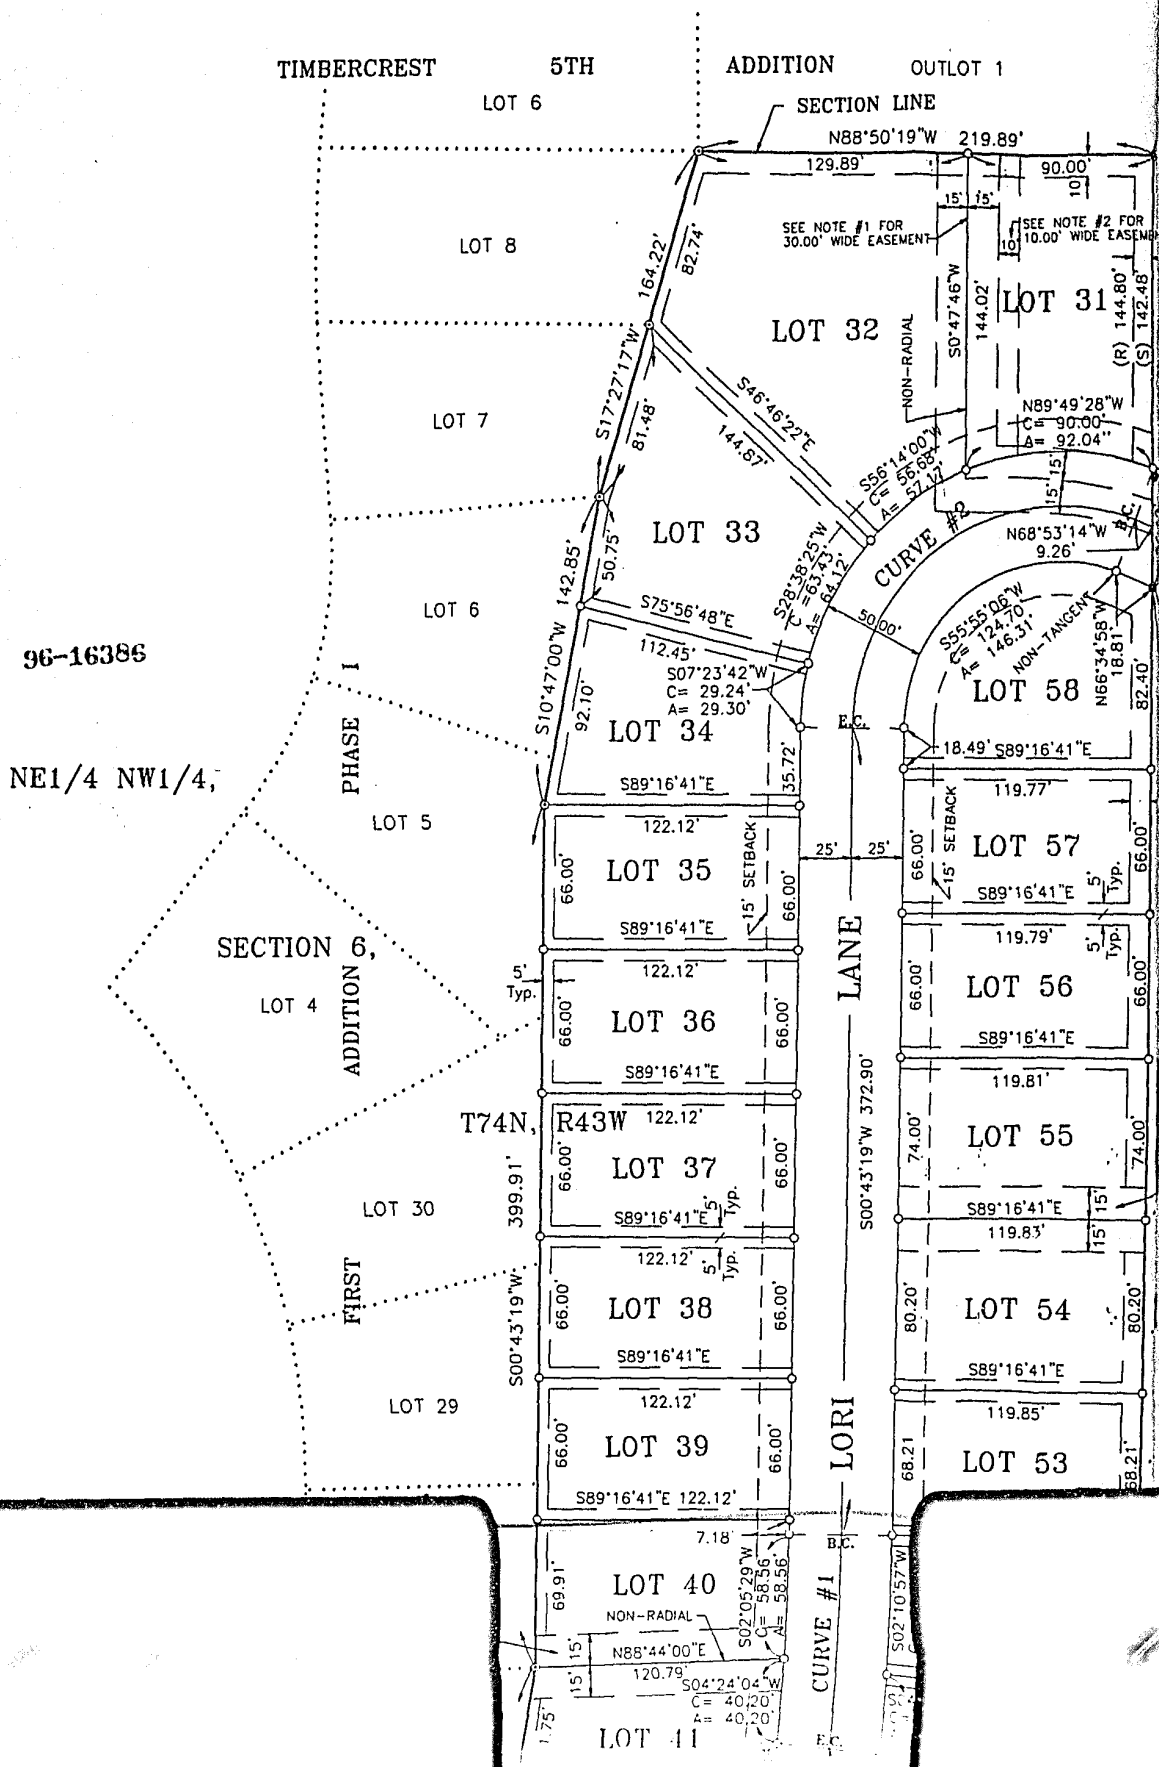 TIMBERCREST 5TH ADDITION OUTLOT 1
LOT 6
SECTION LINE
N88°50'19"W 219.89'
129.89'
90.00'
10'
15'
15'
SEE NOTE #1 FOR
30.00' WIDE EASEMENT
SEE NOTE #2 FOR
10.00' WIDE EASEM
10'
LOT 8
164.22'
82.74'
LOT 32
LOT 31
S0°47'46"W
144.02'
(R) 144.80'
(S) 142.48'
NON-RADIAL
S17°27'17"W
81.48'
S46°46'22"E
144.87'
N89°49'28"W
C= 90.00'
A= 92.04''
LOT 7
S56°14'00"W
C= 56.68'
A= 57.17'
15'
15'
LOT 33
CURVE #2
B.C.
N68°53'14"W
9.26'
142.85'
50.75'
S28°38'25"W
C =63.43'
A= 64.12'
LOT 6
S75°56'48"E
112.45'
50.00'
S55°55'06"W
C= 124.70'
A= 146.31'
NON-TANGENT
N66°34'58"W
18.81'
96-16386
S07°23'42"W
C= 29.24'
A= 29.30'
S10°47'00"W
92.10'
LOT 34
LOT 58
82.40'
E.C.
35.72'
18.49' S89°16'41"E
NE1/4 NW1/4,
PHASE I
S89°16'41"E
122.12'
119.77'
LOT 5
15' SETBACK
15' SETBACK
25'
25'
66.00'
LOT 35
66.00'
66.00'
LOT 57
66.00'
5'
Typ.
S89°16'41"E
S89°16'41"E
119.79'
5'
Typ.
SECTION 6,
122.12'
5'
Typ.
LOT 4
ADDITION
LANE
66.00'
LOT 36
66.00'
66.00'
LOT 56
66.00'
S89°16'41"E
S89°16'41"E
119.81'
T74N, R43W
122.12'
S00°43'19"W 372.90'
66.00'
LOT 37
66.00'
74.00'
LOT 55
74.00'
399.91'
LOT 30
S89°16'41"E
5'
Typ.
S89°16'41"E
15'
119.83'
15'
122.12'
5'
Typ.
FIRST
S00°43'19"W
66.00'
LOT 38
66.00'
80.20'
LOT 54
80.20'
S89°16'41"E
S89°16'41"E
122.12'
119.85'
LOT 29
LORI
66.00'
LOT 39
66.00'
68.21
LOT 53
68.21'
S89°16'41"E 122.12'
7.18'
B.C.
69.91'
LOT 40
S02°05'29"W
C= 58.56
A= 58.56'
CURVE #1
S02°10'57"W
NON-RADIAL
15'
N88°44'00"E
120.79'
15'
S04°24'04"W
C= 40.20'
A= 40.20'
1.75'
LOT 41
E.C.